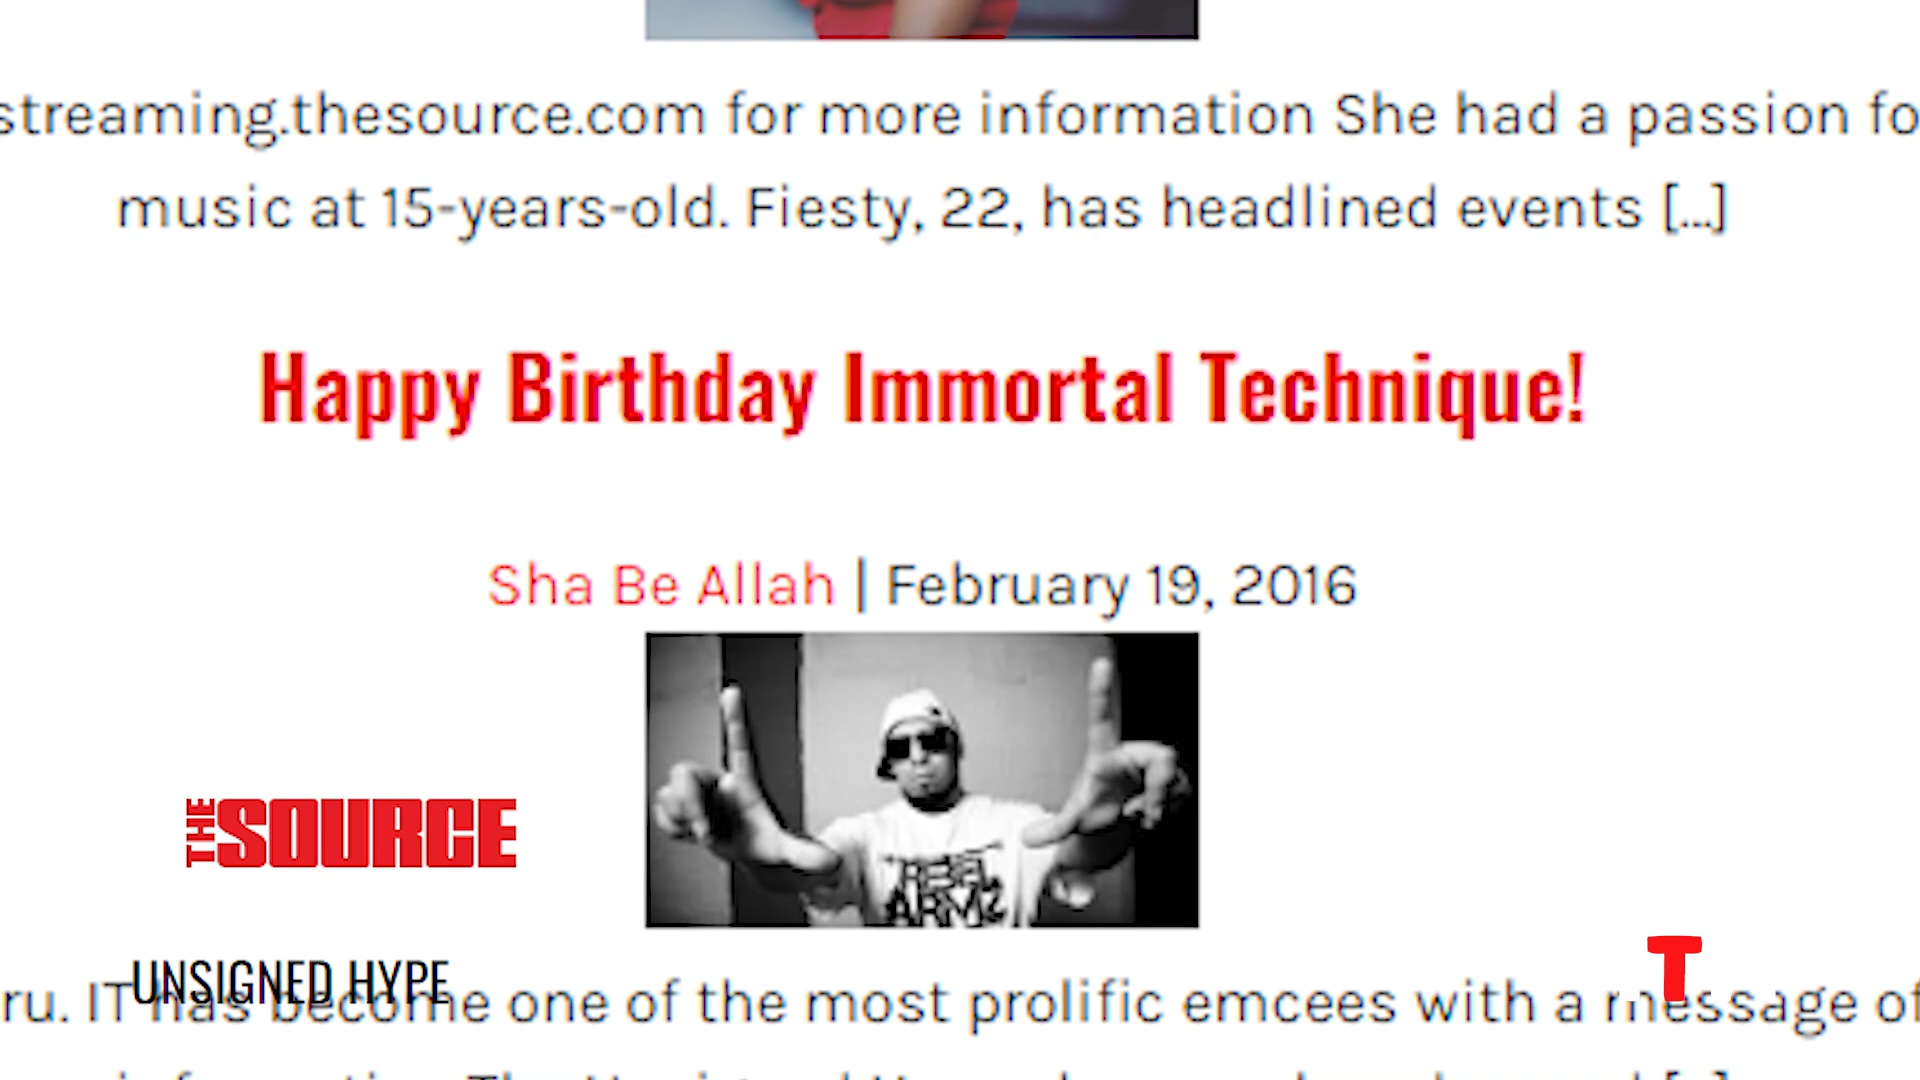 streaming.thesource.com for more information She had a passion fo
music at 15-years-old. Fiesty, 22, has headlined events [...]
Happy Birthday Immortal Technique!
Sha Be Allah | February 19, 2016
REBEL ARMZ
THE SOURCE
UNSIGNED HYPE
T
ru. IT has become one of the most prolific emcees with a message of